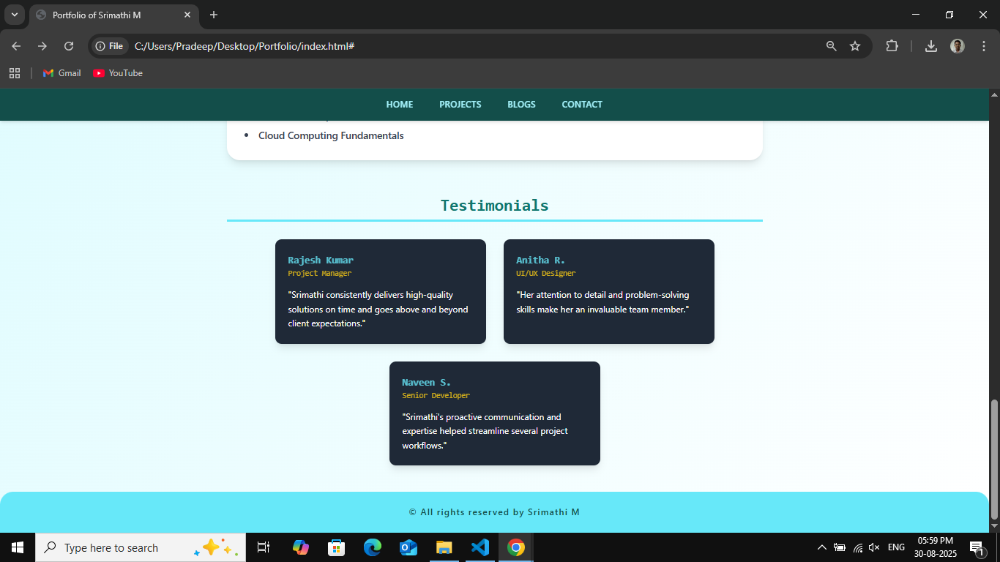 Portfolio of Srimathi M
File
C:/Users/Pradeep/Desktop/Portfolio/index.html#
Gmail
YouTube
HOME PROJECTS BLOGS CONTACT
Cloud Computing Fundamentals
Testimonials
Rajesh Kumar
Project Manager
"Srimathi consistently delivers high-quality
solutions on time and goes above and beyond
client expectations."
Anitha R.
UI/UX Designer
"Her attention to detail and problem-solving
skills make her an invaluable team member."
Naveen S.
Senior Developer
"Srimathi's proactive communication and
expertise helped streamline several project
workflows."
© All rights reserved by Srimathi M
Type here to search
ENG
05:59 PM
30-08-2025
1